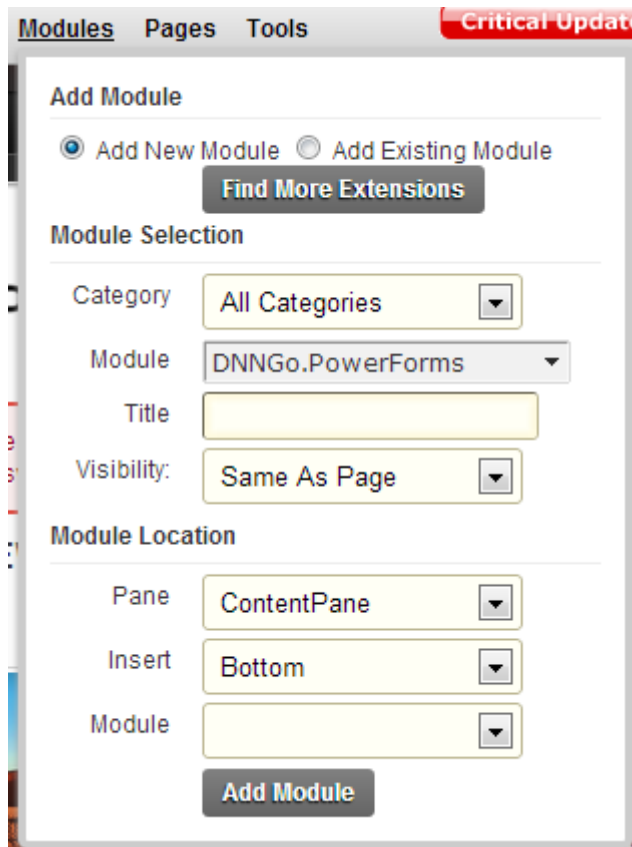 Modules Pages Tools Critical Updat
Add Module
Add New Module Add Existing Module
Find More Extensions
Module Selection
Category All Categories
Module DNNGo.PowerForms
Title
Visibility: Same As Page
Module Location
Pane ContentPane
Insert Bottom
Module
Add Module